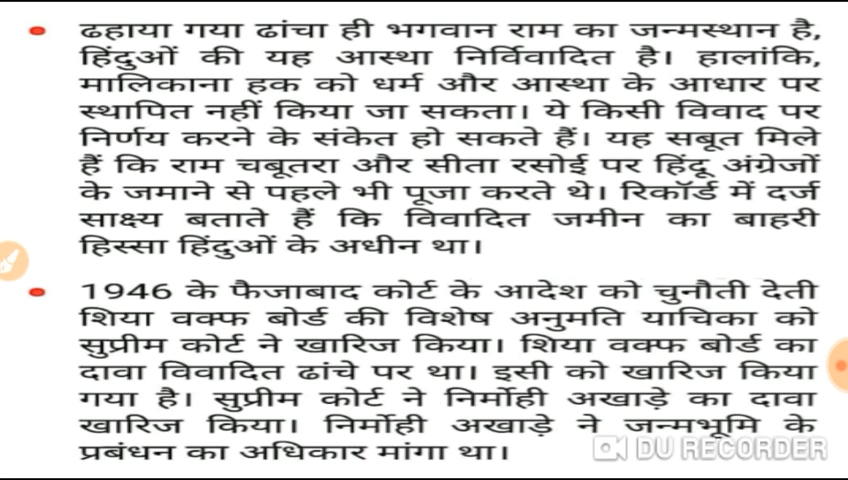 ढहाया गया ढांचा ही भगवान राम का जन्मस्थान है,
हिंदुओं की यह आस्था निर्विवादित है। हालांकि,
मालिकाना हक को धर्म और आस्था के आधार पर
स्थापित नहीं किया जा सकता। ये किसी विवाद पर
निर्णय करने के संकेत हो सकते हैं। यह सबूत मिले
हैं कि राम चबूतरा और सीता रसोई पर हिंदू अंग्रेजों
के जमाने से पहले भी पूजा करते थे। रिकॉर्ड में दर्ज
साक्ष्य बताते हैं कि विवादित जमीन का बाहरी
हिस्सा हिंदुओं के अधीन था।
1946 के फैजाबाद कोर्ट के आदेश को चुनौती देती
शिया वक्फ बोर्ड की विशेष अनुमति याचिका को
सुप्रीम कोर्ट ने खारिज किया। शिया वक्फ बोर्ड का
दावा विवादित ढांचे पर था। इसी को खारिज किया
गया है। सुप्रीम कोर्ट ने निर्मोही अखाड़े का दावा
खारिज किया। निर्मोही अखाड़े ने जन्मभूमि के
प्रबंधन का अधिकार मांगा था।
DU RECORDER